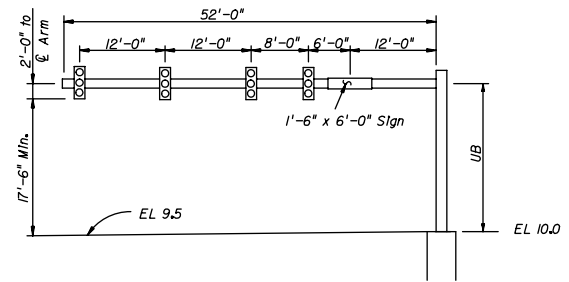 52'-0"
2'-0" to
℄ Arm
12'-0"
12'-0"
8'-0"
6'-0"
12'-0"
1'-6" x 6'-0" Sign
17'-6" Min.
UB
EL 9.5
EL 10.0